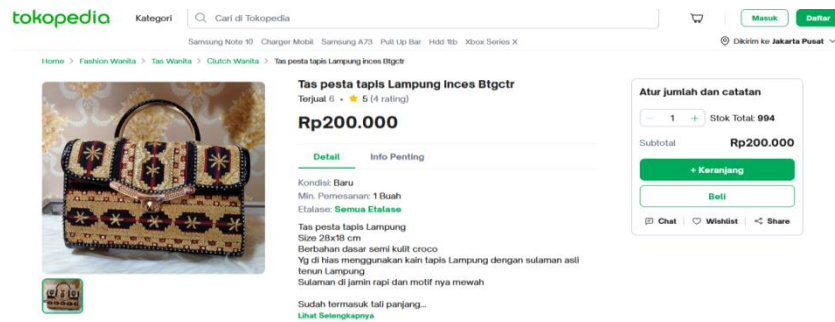 tokopedia
Kategori
Cari di Tokopedia
Masuk
Daftar
Samsung Note 10 Charger Mobil Samsung A73 Pull Up Bar Hdd 1tb Xbox Series X
Dikirim ke Jakarta Pusat
Home > Fashion Wanita > Tas Wanita > Clutch Wanita > Tas pesta tapis Lampung inces Btgctr
Tas pesta tapis Lampung Inces Btgctr
Terjual 6 • 5 (4 rating)
Rp200.000
Detail Info Penting
Kondisi: Baru
Min. Pemesanan: 1 Buah
Etalase: Semua Etalase
Tas pesta tapis Lampung
Size 28x18 cm
Berbahan dasar semi kulit croco
Yg di hias menggunakan kain tapis Lampung dengan sulaman asli
tenun Lampung
Sulaman di jamin rapi dan motif nya mewah
Sudah termasuk tali panjang...
Lihat Selengkapnya
Atur jumlah dan catatan
− 1 + Stok Total: 994
Subtotal Rp200.000
+ Keranjang
Beli
Chat Wishlist Share